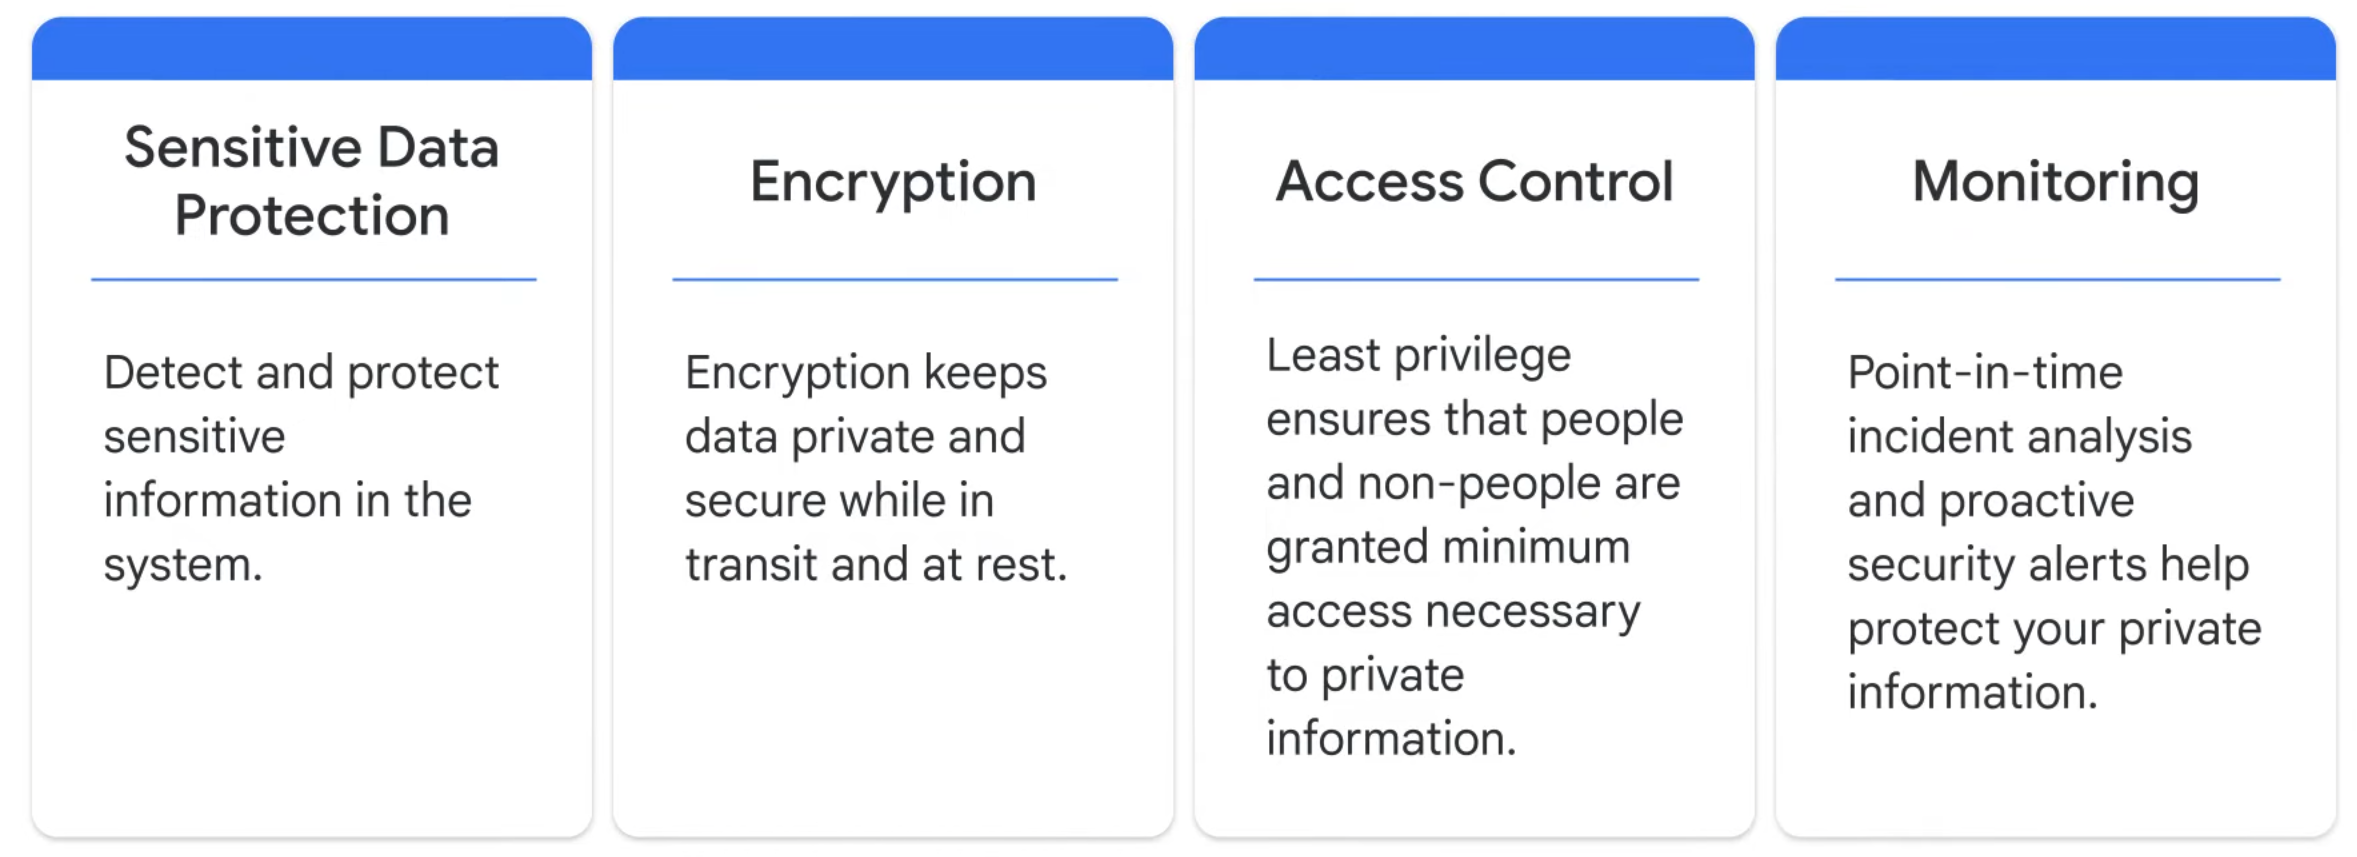 Sensitive Data
Protection
Detect and protect
sensitive
information in the
system.
Encryption
Encryption keeps
data private and
secure while in
transit and at rest.
Access Control
Least privilege
ensures that people
and non-people are
granted minimum
access necessary
to private
information.
Monitoring
Point-in-time
incident analysis
and proactive
security alerts help
protect your private
information.